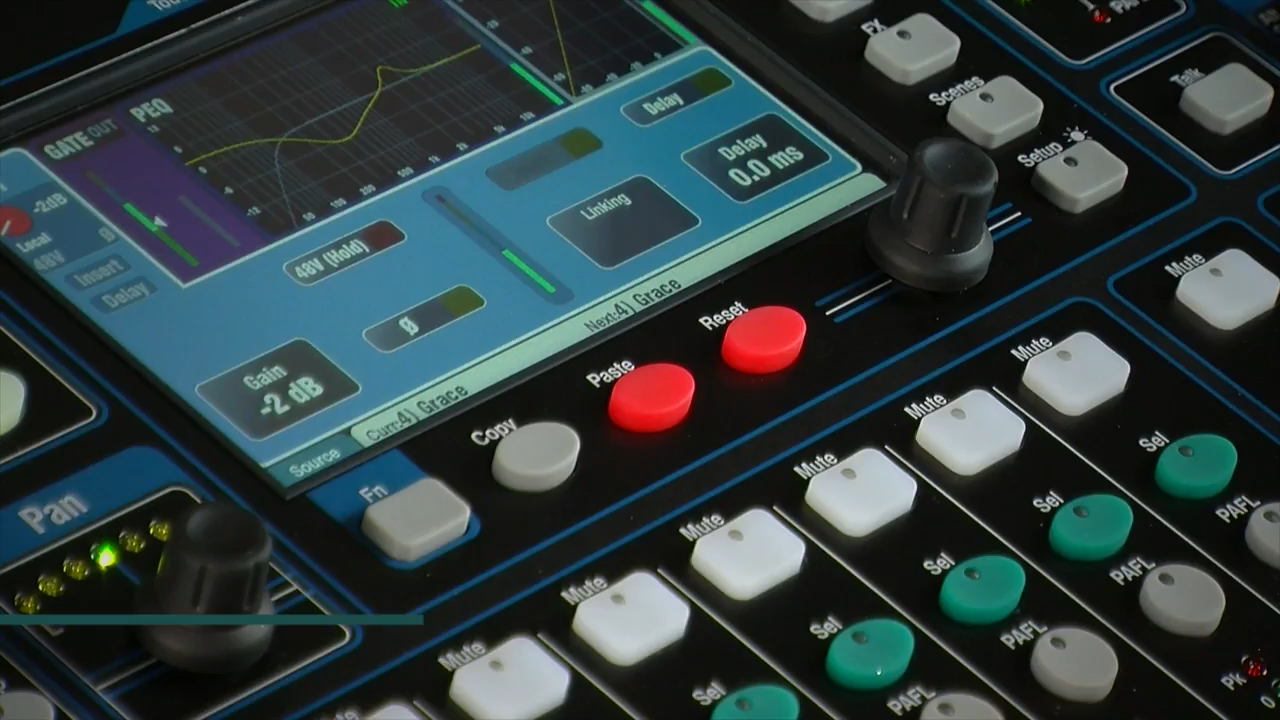 GATE OUT
PEQ
-2dB
Local
48V
ø
Insert
Delay
48V (Hold)
ø
Gain
-2 dB
Delay
Delay
0.0 ms
Linking
Source
Curr:4) Grace
Next:4) Grace
FX
Scenes
Setup
Talk
Reset
Paste
Copy
Fn
Pan
Mute
Mute
Mute
Mute
Mute
Mute
Mute
Sel
Sel
Sel
Sel
Sel
PAFL
PAFL
PAFL
PAFL
Pk